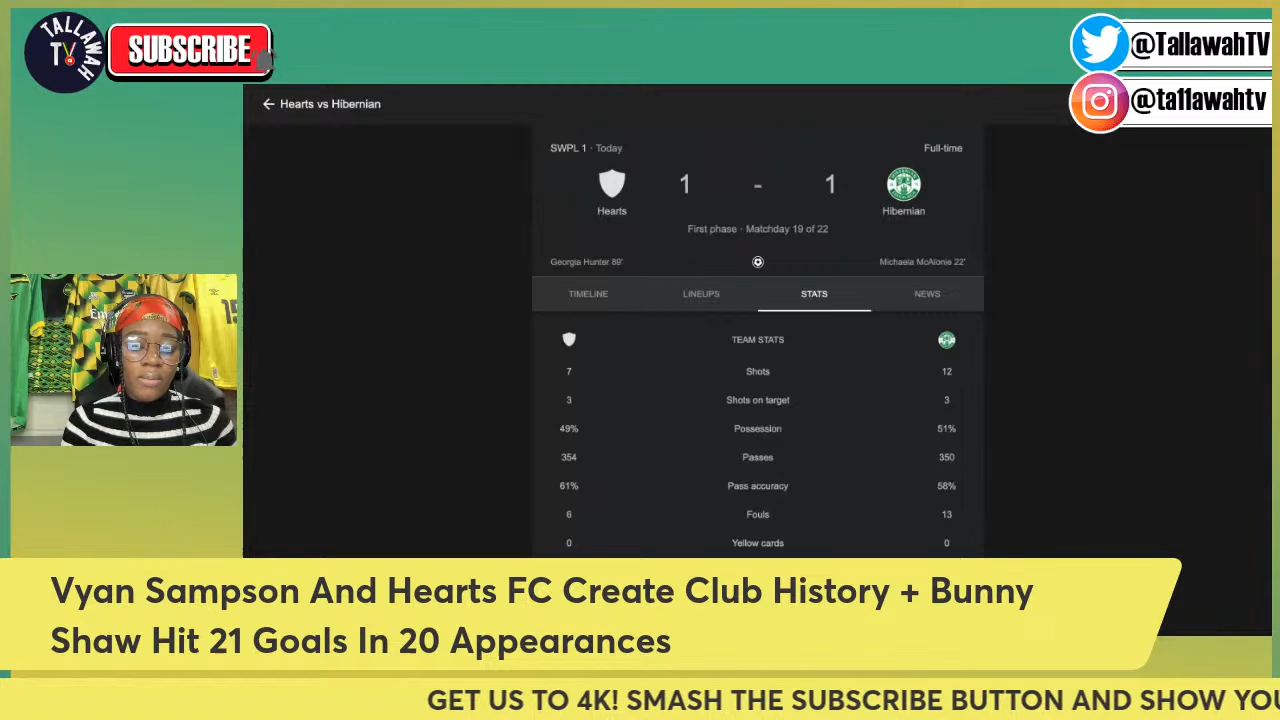 TALLAWAH
TV
SUBSCRIBE
@TallawahTV
@ta11awahtv
Hearts vs Hibernian
SWPL 1 · Today
Full-time
1 - 1
Hearts
Hibernian
First phase · Matchday 19 of 22
Georgia Hunter 89'
Michaela McAlonie 22'
TIMELINE
LINEUPS
STATS
NEWS
TEAM STATS
7 Shots 12
3 Shots on target 3
49% Possession 51%
354 Passes 350
61% Pass accuracy 58%
6 Fouls 13
0 Yellow cards 0
Vyan Sampson And Hearts FC Create Club History + Bunny
Shaw Hit 21 Goals In 20 Appearances
GET US TO 4K! SMASH THE SUBSCRIBE BUTTON AND SHOW YOU